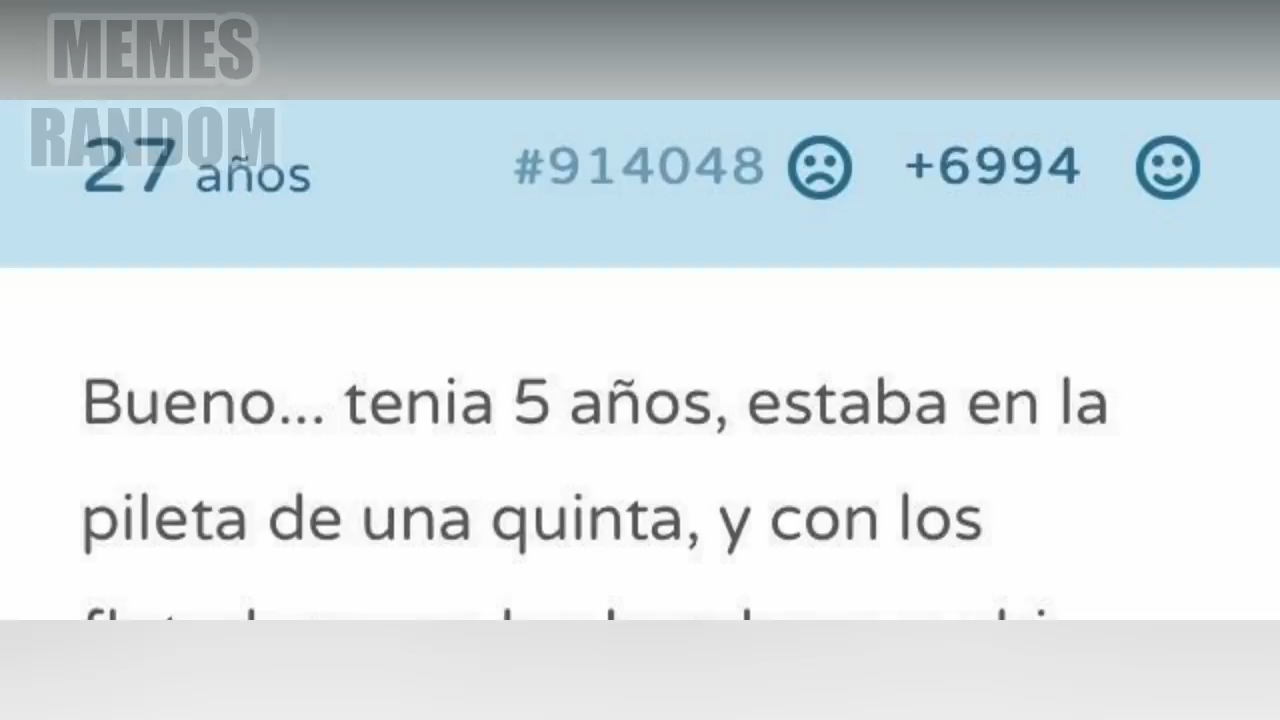 MEMES
RANDOM
27 años #914048 +6994
Bueno... tenia 5 años, estaba en la
pileta de una quinta, y con los